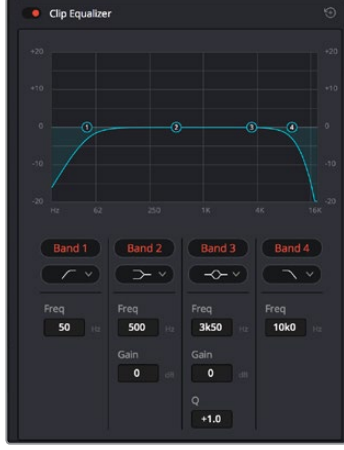 Clip Equalizer
+20 +20
+10 +10
0 0
-10 -10
-20 -20
Hz 62 250 1K 4K 16K
1 2 3 4
Band 1 Band 2 Band 3 Band 4
Freq Freq Freq Freq
50 Hz 500 Hz 3k50 Hz 10k0 Hz
Gain Gain
0 dB 0 dB
Q
+1.0